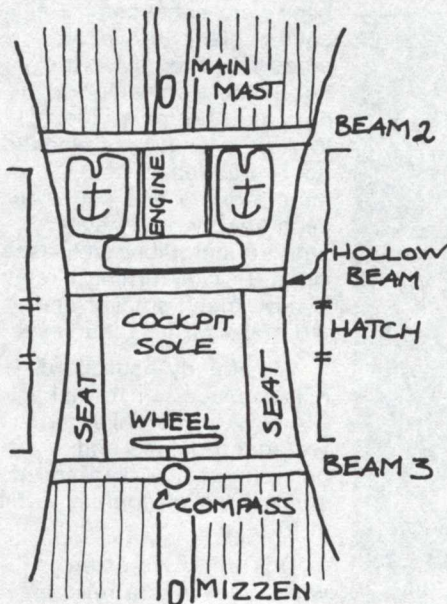 MAIN
MAST
BEAM 2
ENGINE
HOLLOW
BEAM
COCKPIT
SOLE
HATCH
SEAT
SEAT
WHEEL
BEAM 3
COMPASS
MIZZEN